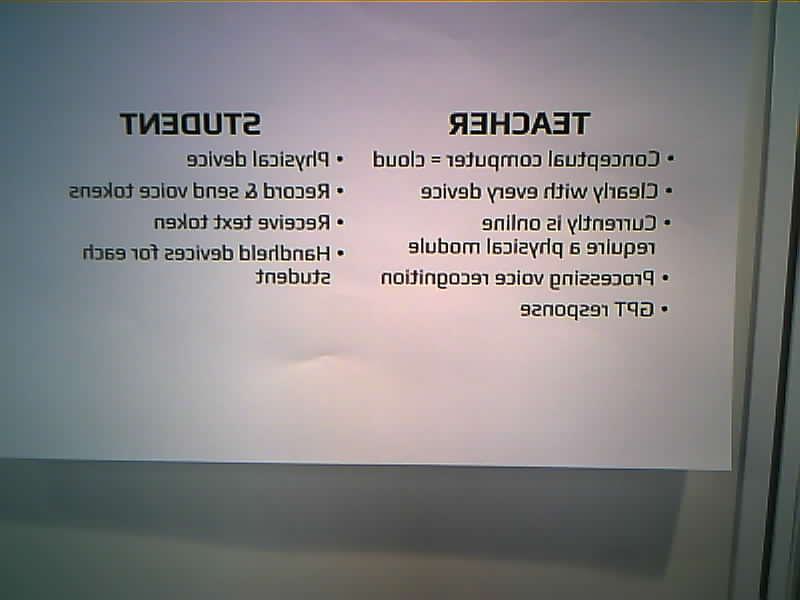 TEACHER
• Conceptual computer = cloud
• Clearly with every device
• Currently is online
require a physical module
• Processing voice recognition
• GPT response
STUDENT
• Physical device
• Record & send voice tokens
• Receive text token
• Handheld devices for each
student